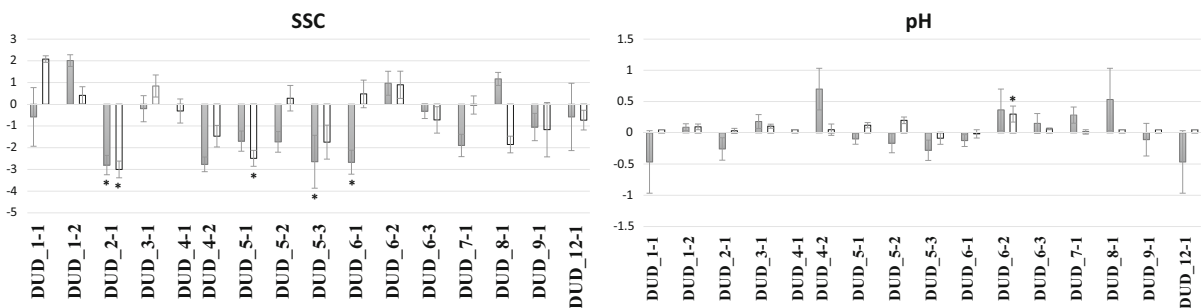 SSC
3
2
1
0
-1
-2
-3
-4
-5
* * * * *
DUD_1-1
DUD_1-2
DUD_2-1
DUD_3-1
DUD_4-1
DUD_4-2
DUD_5-1
DUD_5-2
DUD_5-3
DUD_6-1
DUD_6-2
DUD_6-3
DUD_7-1
DUD_8-1
DUD_9-1
DUD_12-1
pH
1.5
1
0.5
0
-0.5
-1
-1.5
*
DUD_1-1
DUD_1-2
DUD_2-1
DUD_3-1
DUD_4-1
DUD_4-2
DUD_5-1
DUD_5-2
DUD_5-3
DUD_6-1
DUD_6-2
DUD_6-3
DUD_7-1
DUD_8-1
DUD_9-1
DUD_12-1